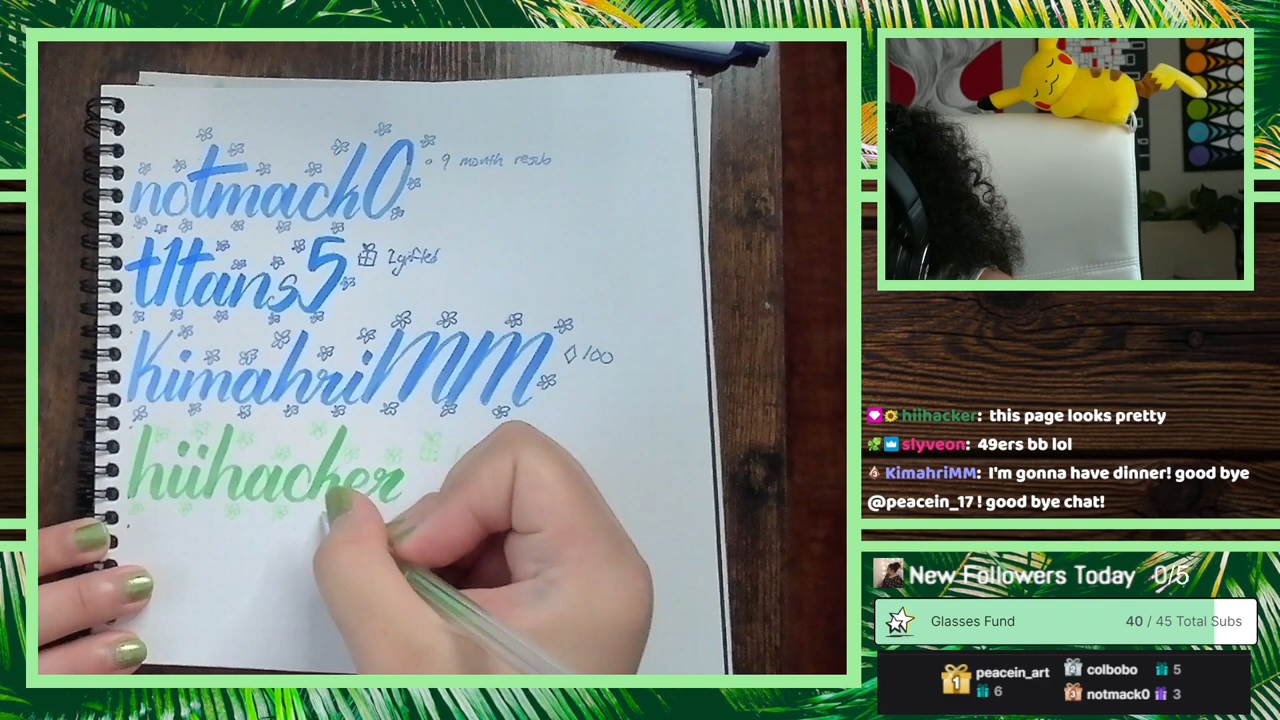 notmack0 9 month resub
t1tans5 2 gifted
KimahriMM 100
hiihacker
hiihacker: this page looks pretty
slyveon: 49ers bb lol
KimahriMM: I'm gonna have dinner! good bye
@peacein_17 ! good bye chat!
New Followers Today 0/5
Glasses Fund 40 / 45 Total Subs
1 peacein_art 6
2 colbobo 5
3 notmack0 3